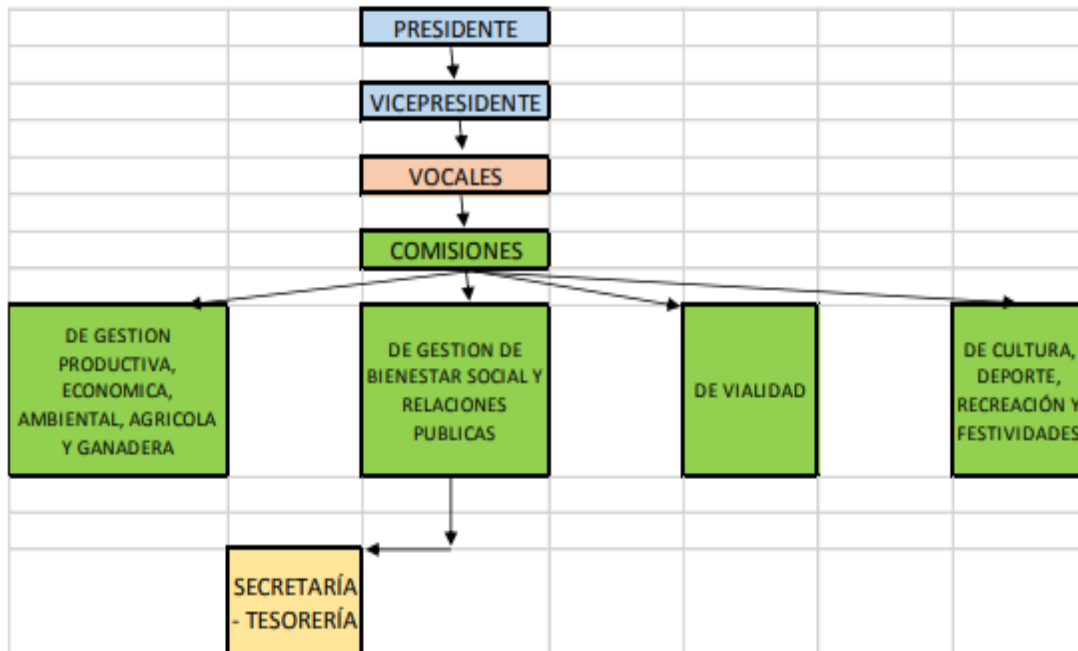 PRESIDENTE
VICEPRESIDENTE
VOCALES
COMISIONES
DE GESTION
PRODUCTIVA,
ECONOMICA,
AMBIENTAL, AGRICOLA
Y GANADERA
DE GESTION DE
BIENESTAR SOCIAL Y
RELACIONES
PUBLICAS
DE VIALIDAD
DE CULTURA,
DEPORTE,
RECREACIÓN Y
FESTIVIDADES
SECRETARÍA
- TESORERÍA